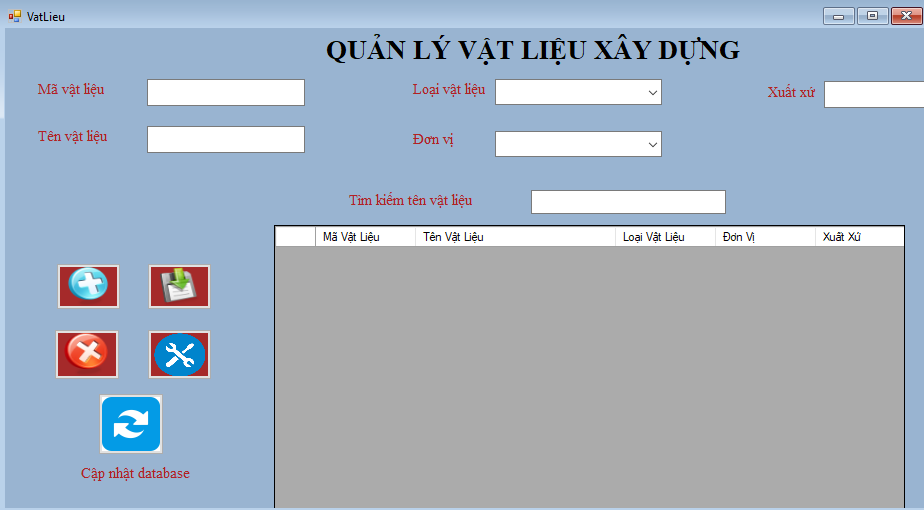 VatLieu
QUẢN LÝ VẬT LIỆU XÂY DỰNG
Mã vật liệu
Loại vật liệu
Xuất xứ
Tên vật liệu
Đơn vị
Tìm kiếm tên vật liệu
Mã Vật Liệu Tên Vật Liệu Loại Vật Liệu Đơn Vị Xuất Xứ
Cập nhật database